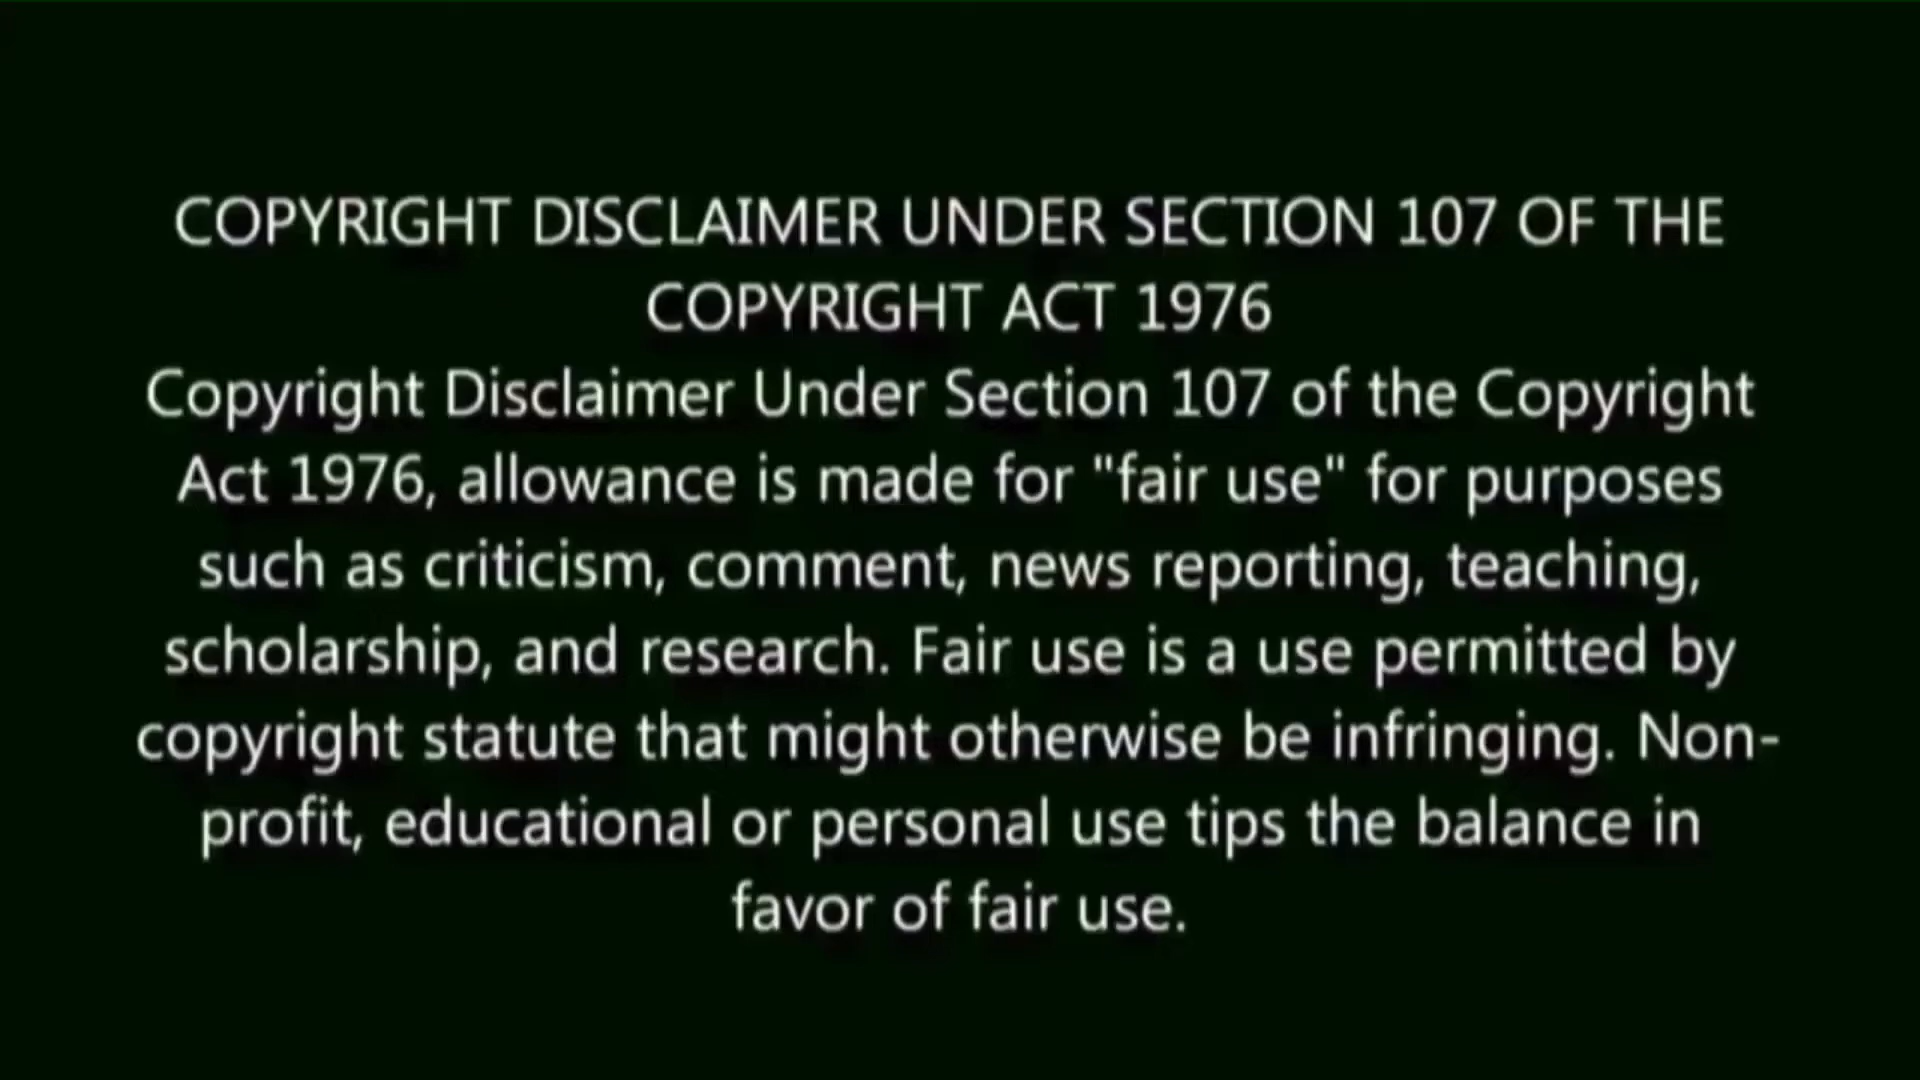 COPYRIGHT DISCLAIMER UNDER SECTION 107 OF THE
COPYRIGHT ACT 1976
Copyright Disclaimer Under Section 107 of the Copyright
Act 1976, allowance is made for "fair use" for purposes
such as criticism, comment, news reporting, teaching,
scholarship, and research. Fair use is a use permitted by
copyright statute that might otherwise be infringing. Non-
profit, educational or personal use tips the balance in
favor of fair use.